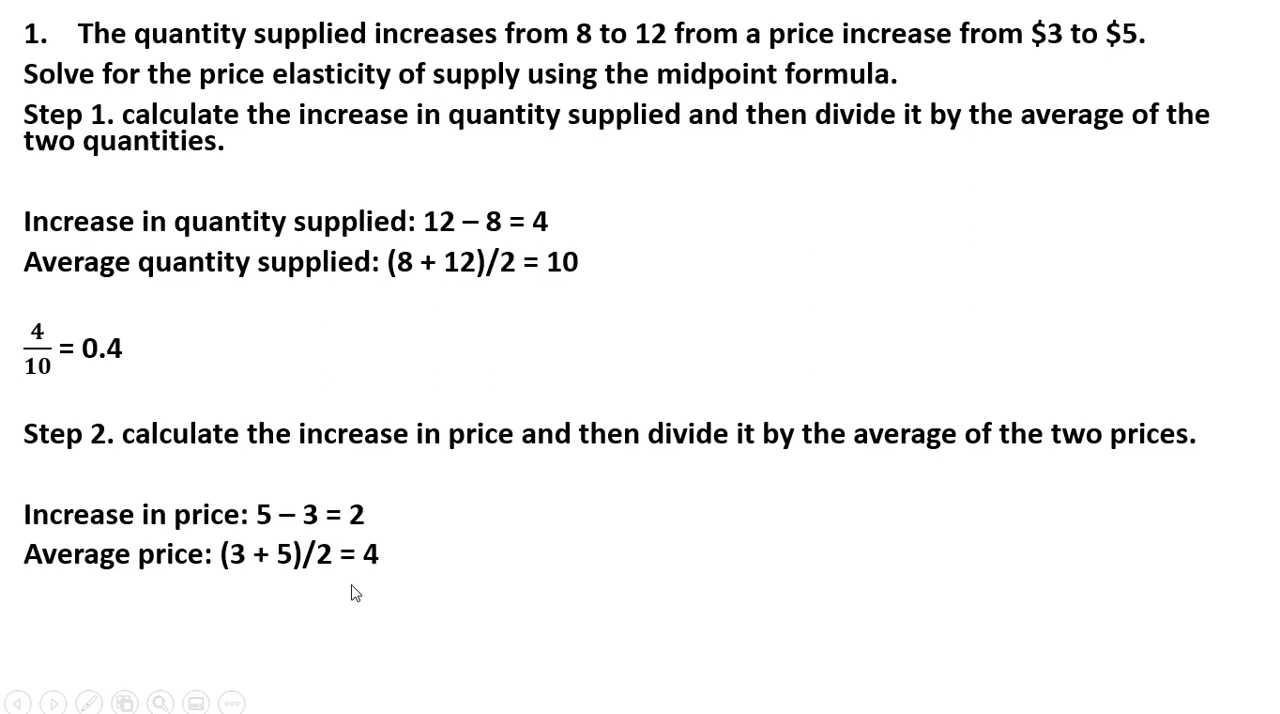 1. The quantity supplied increases from 8 to 12 from a price increase from $3 to $5.
Solve for the price elasticity of supply using the midpoint formula.
Step 1. calculate the increase in quantity supplied and then divide it by the average of the
two quantities.
Increase in quantity supplied: 12 – 8 = 4
Average quantity supplied: (8 + 12)/2 = 10
4/10 = 0.4
Step 2. calculate the increase in price and then divide it by the average of the two prices.
Increase in price: 5 – 3 = 2
Average price: (3 + 5)/2 = 4